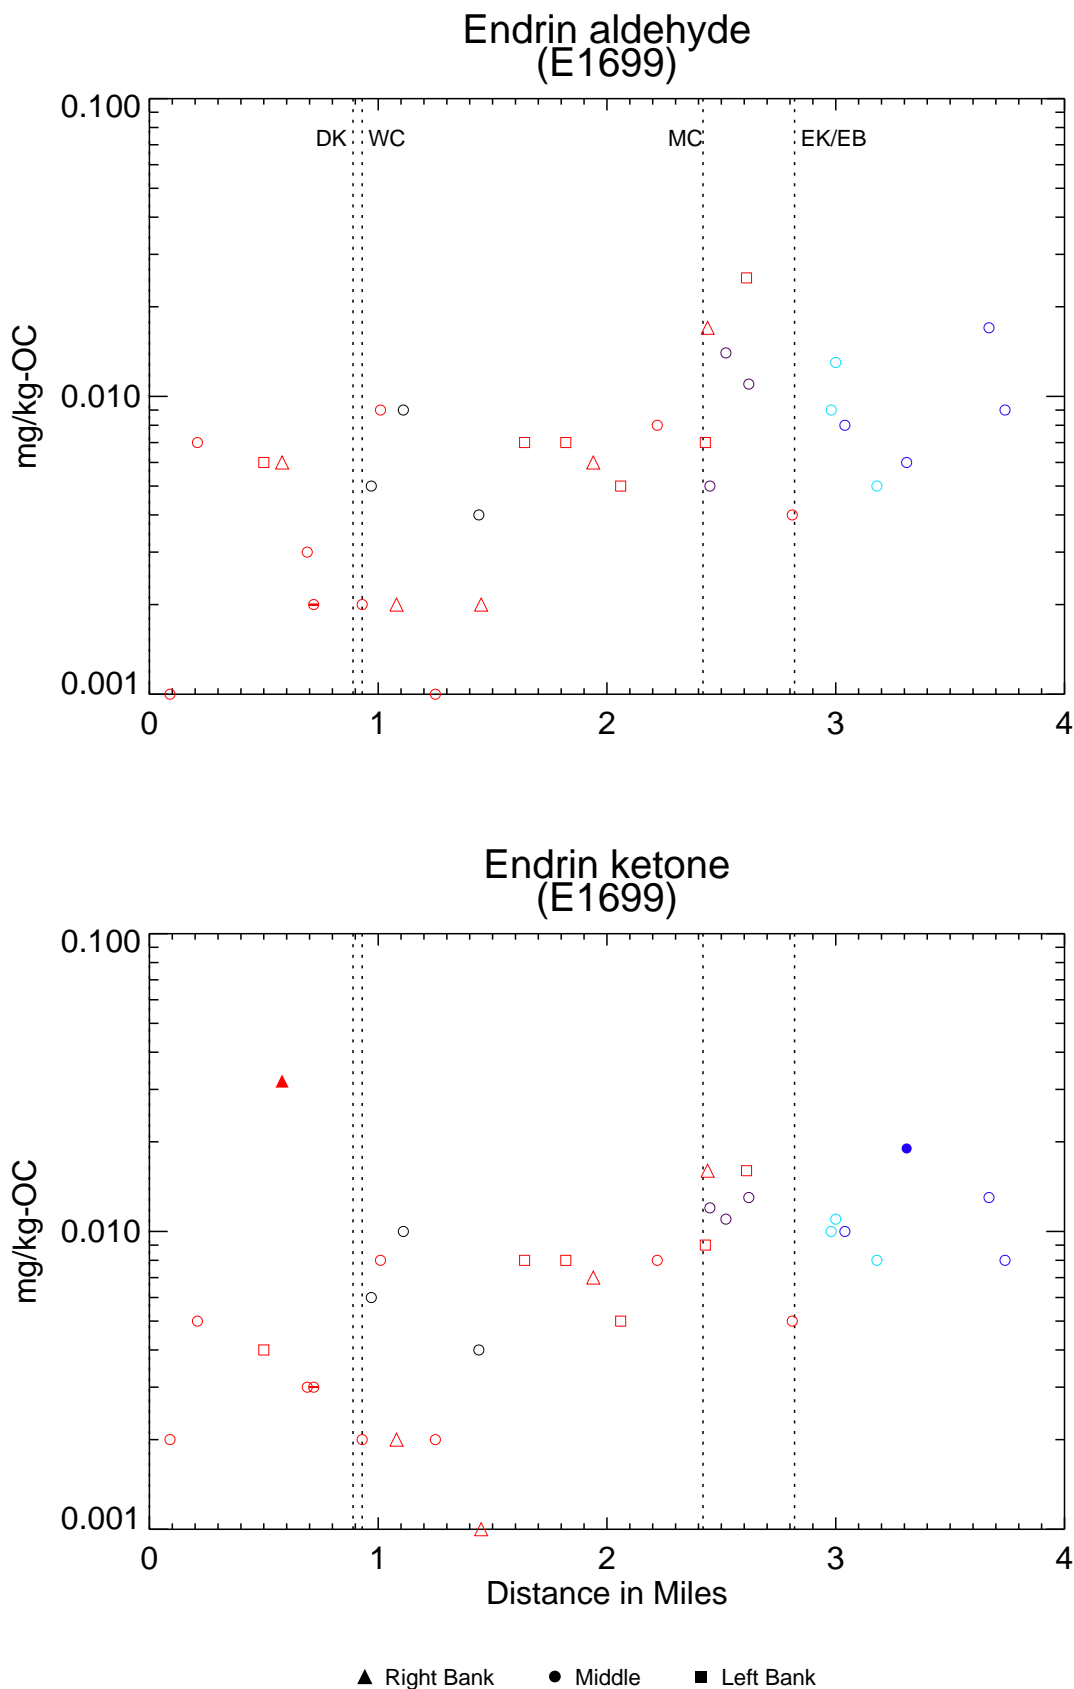 Endrin aldehyde
(E1699)
0.100
DK WC MC EK/EB
mg/kg-OC
0.010
0.001
0 1 2 3 4
Endrin ketone
(E1699)
0.100
mg/kg-OC
0.010
0.001
0 1 2 3 4
Distance in Miles
Right Bank Middle Left Bank